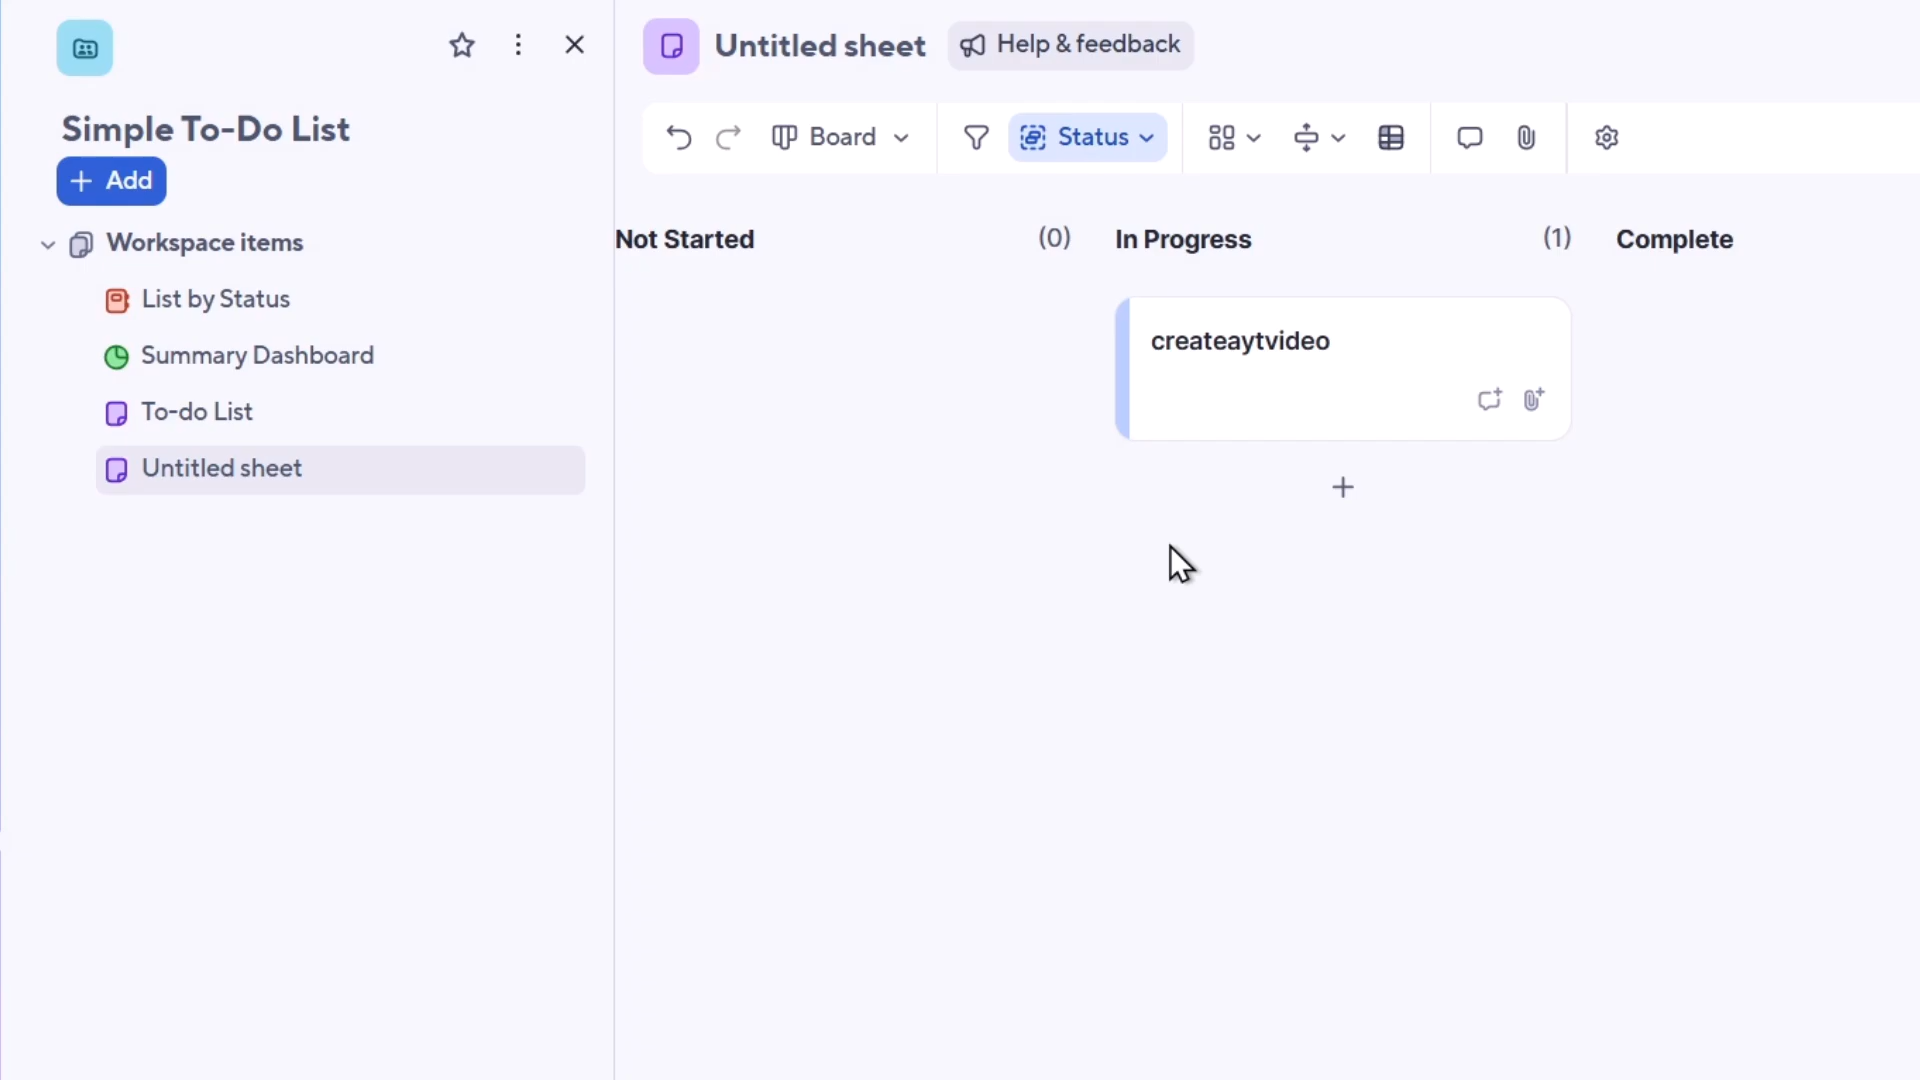 Simple To-Do List
Add
Workspace items
List by Status
Summary Dashboard
To-do List
Untitled sheet
Untitled sheet
Help & feedback
Board
Status
Not Started (0)
In Progress (1)
Complete
createaytvideo